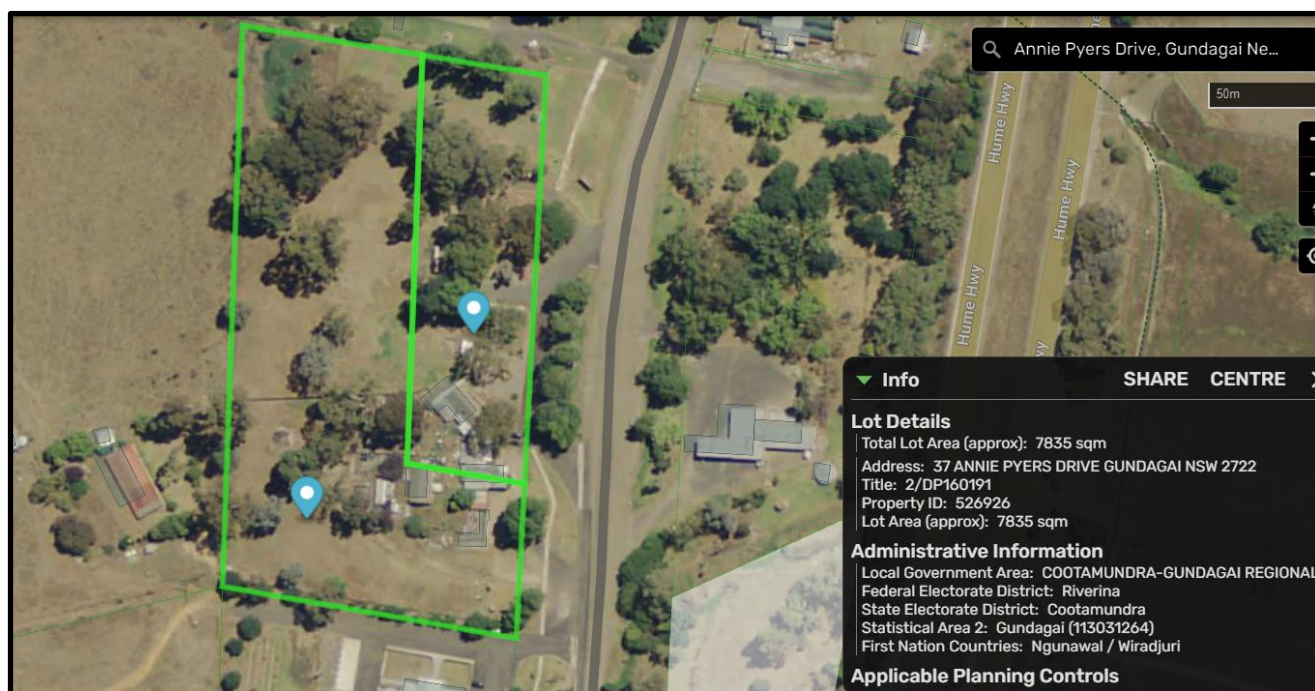 Annie Pyers Drive, Gundagai Ne...
50m
Hume Hwy
Hume Hwy
Hume Hwy
Info
SHARE CENTRE
Lot Details
Total Lot Area (approx): 7835 sqm
Address: 37 ANNIE PYERS DRIVE GUNDAGAI NSW 2722
Title: 2/DP160191
Property ID: 526926
Lot Area (approx): 7835 sqm
Administrative Information
Local Government Area: COOTAMUNDRA-GUNDAGAI REGIONAL
Federal Electorate District: Riverina
State Electorate District: Cootamundra
Statistical Area 2: Gundagai (113031264)
First Nation Countries: Ngunawal / Wiradjuri
Applicable Planning Controls